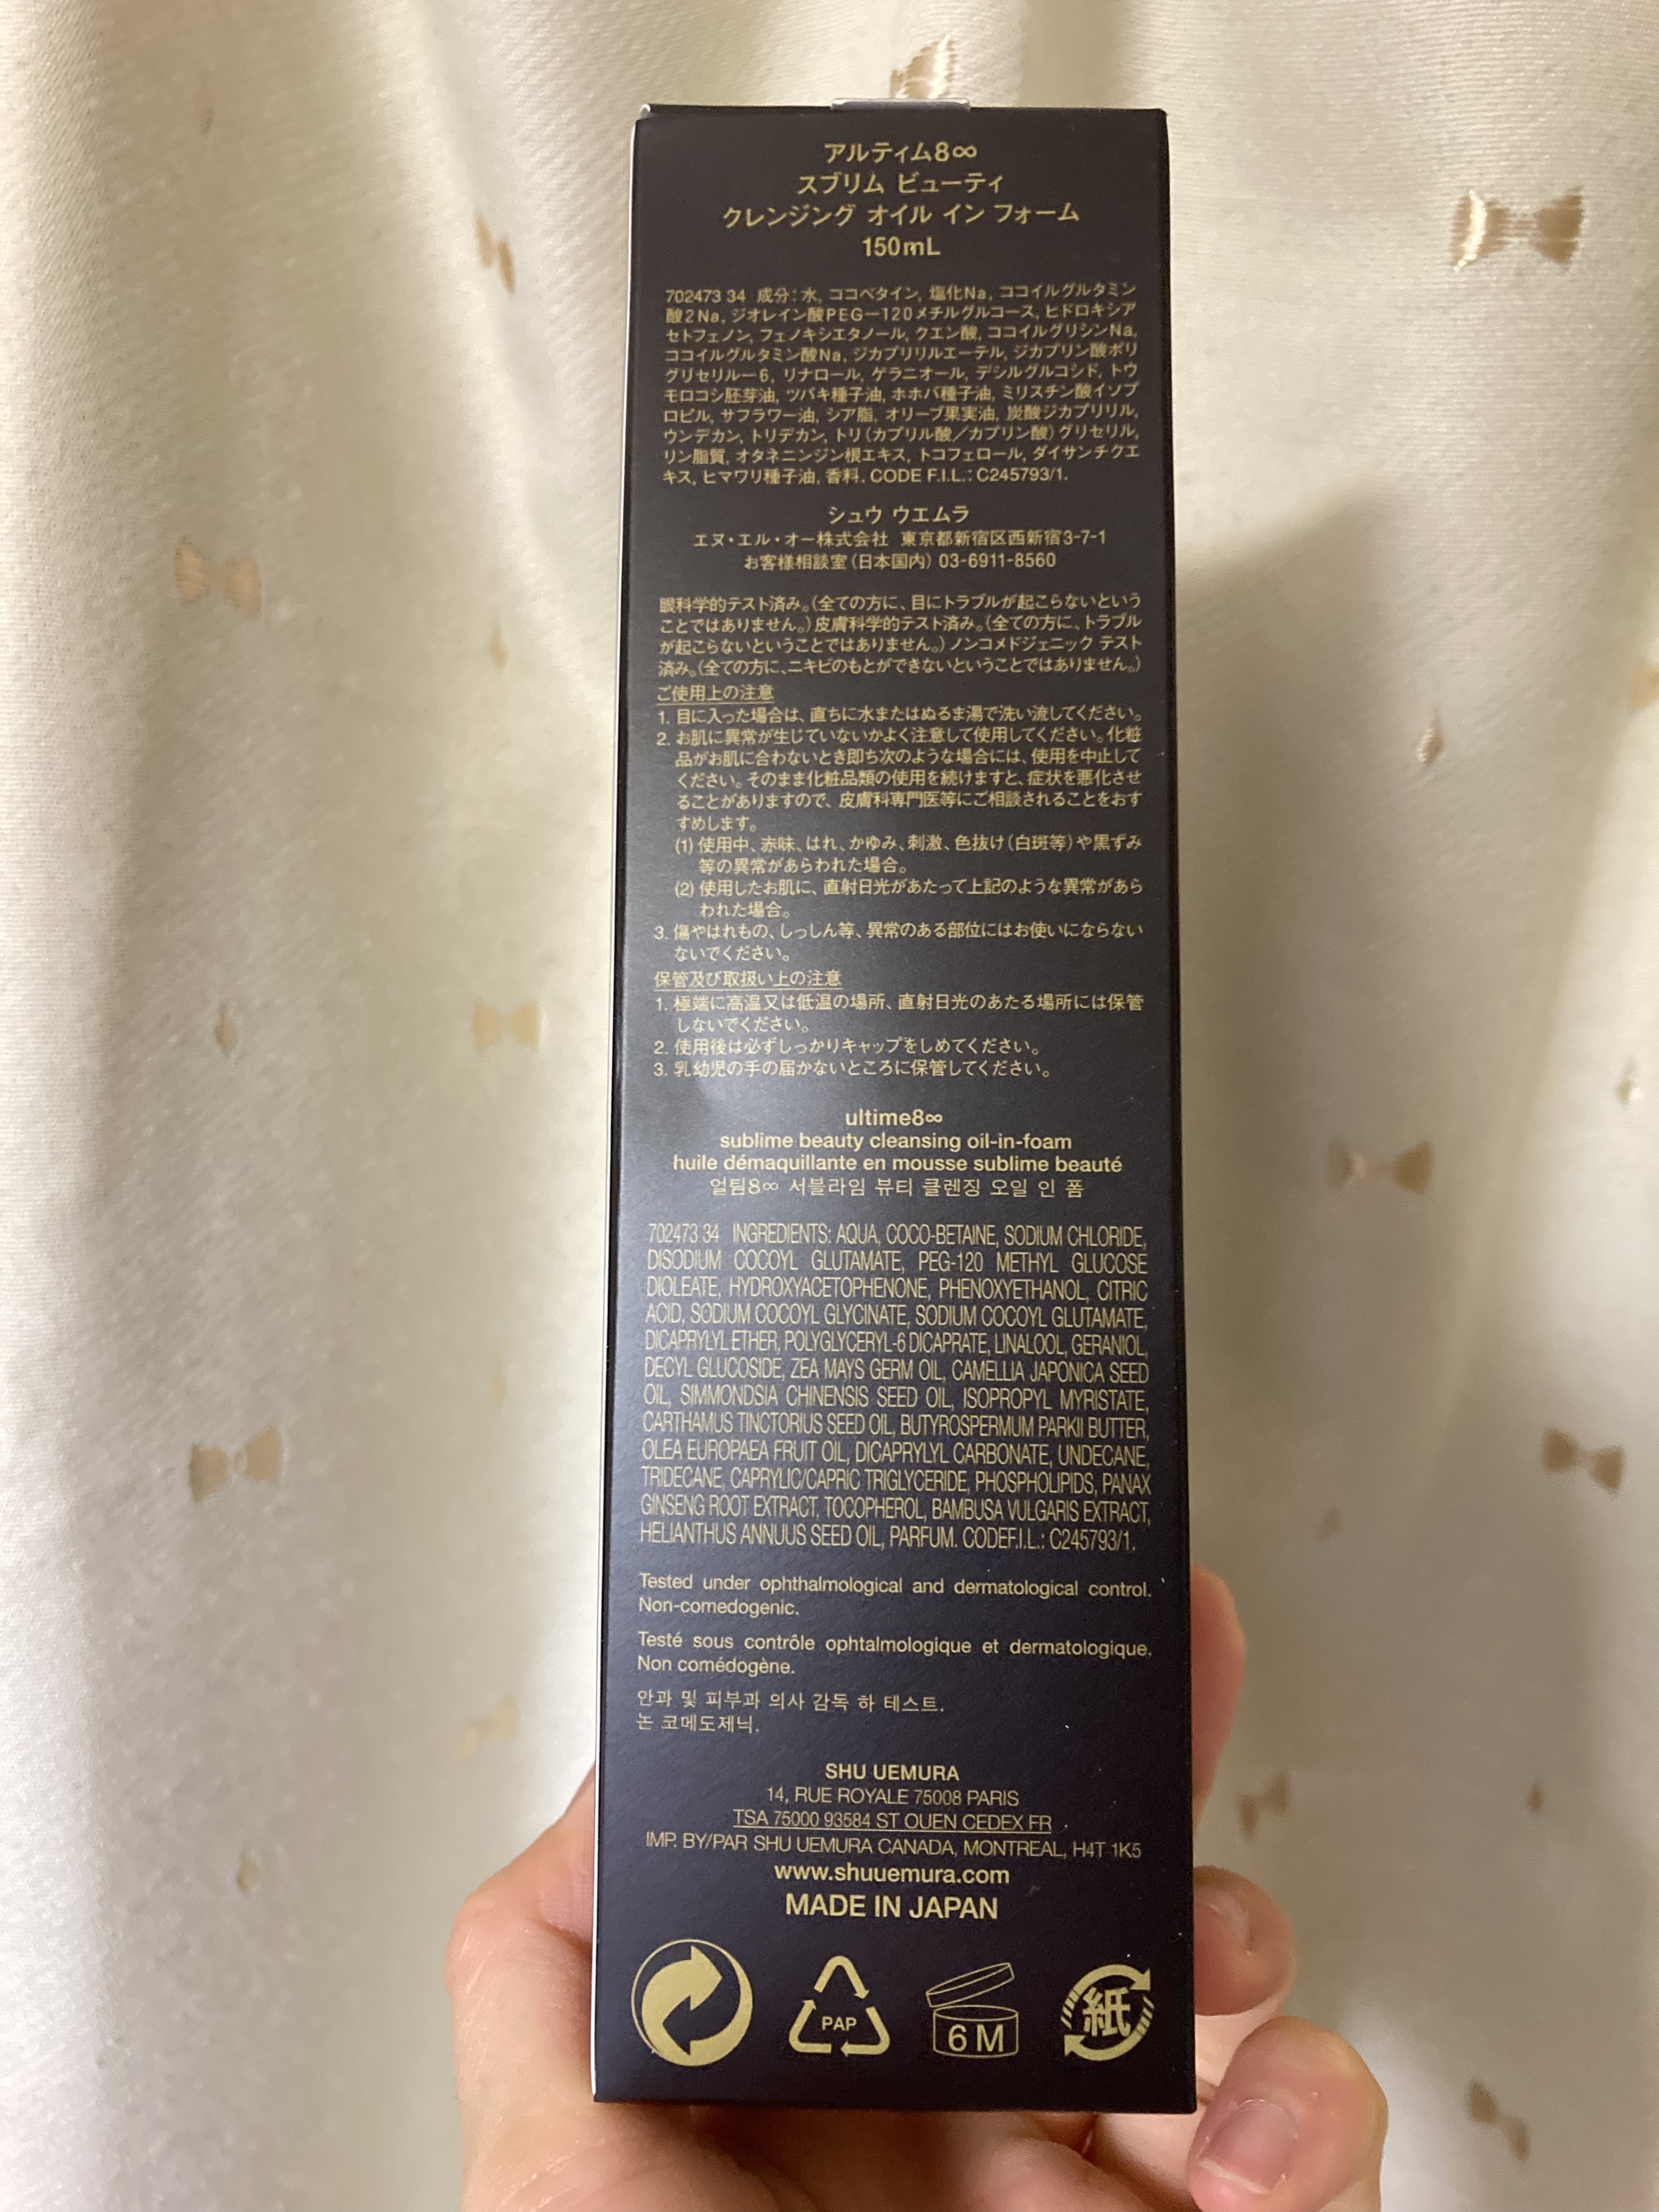 アルティム8∞
スブリム ビューティ
クレンジング オイル イン フォーム
150mL
702473 34 成分：水, ココベタイン, 塩化Na, ココイルグルタミン
酸2Na, ジオレイン酸PEG－120メチルグルコース, ヒドロキシア
セトフェノン, フェノキシエタノール, クエン酸, ココイルグリシンNa,
ココイルグルタミン酸Na, ジカプリリルエーテル, ジカプリン酸ポリ
グリセリル－6, リナロール, ゲラニオール, デシルグルコシド, トウ
モロコシ胚芽油, ツバキ種子油, ホホバ種子油, ミリスチン酸イソプ
ロピル, サフラワー油, シア脂, オリーブ果実油, 炭酸ジカプリリル,
ウンデカン, トリデカン, トリ（カプリル酸／カプリン酸）グリセリル,
リン脂質, オタネニンジン根エキス, トコフェロール, ダイサンチクエ
キス, ヒマワリ種子油, 香料. CODE F.I.L.: C245793/1.
シュウ ウエムラ
エヌ・エル・オー株式会社 東京都新宿区西新宿3-7-1
お客様相談室（日本国内）03-6911-8560
眼科学的テスト済み。（全ての方に、目にトラブルが起こらないという
ことではありません。）皮膚科学的テスト済み。（全ての方に、トラブル
が起こらないということではありません。）ノンコメドジェニック テスト
済み。（全ての方に、ニキビのもとができないということではありません。）
ご使用上の注意
1. 目に入った場合は、直ちに水またはぬるま湯で洗い流してください。
2. お肌に異常が生じていないかよく注意して使用してください。化粧
品がお肌に合わないとき即ち次のような場合には、使用を中止して
ください。そのまま化粧品類の使用を続けますと、症状を悪化させ
ることがありますので、皮膚科専門医等にご相談されることをおす
すめします。
(1) 使用中、赤味、はれ、かゆみ、刺激、色抜け（白斑等）や黒ずみ
等の異常があらわれた場合。
(2) 使用したお肌に、直射日光があたって上記のような異常があら
われた場合。
3. 傷やはれもの、しっしん等、異常のある部位にはお使いにならない
ないでください。
保管及び取扱い上の注意
1. 極端に高温又は低温の場所、直射日光のあたる場所には保管
しないでください。
2. 使用後は必ずしっかりキャップをしめてください。
3. 乳幼児の手の届かないところに保管してください。
ultime8∞
sublime beauty cleansing oil-in-foam
huile démaquillante en mousse sublime beauté
얼팀8∞ 서블라임 뷰티 클렌징 오일 인 폼
702473 34 INGREDIENTS: AQUA, COCO-BETAINE, SODIUM CHLORIDE,
DISODIUM COCOYL GLUTAMATE, PEG-120 METHYL GLUCOSE
DIOLEATE, HYDROXYACETOPHENONE, PHENOXYETHANOL, CITRIC
ACID, SODIUM COCOYL GLYCINATE, SODIUM COCOYL GLUTAMATE,
DICAPRYLYL ETHER, POLYGLYCERYL-6 DICAPRATE, LINALOOL, GERANIOL,
DECYL GLUCOSIDE, ZEA MAYS GERM OIL, CAMELLIA JAPONICA SEED
OIL, SIMMONDSIA CHINENSIS SEED OIL, ISOPROPYL MYRISTATE,
CARTHAMUS TINCTORIUS SEED OIL, BUTYROSPERMUM PARKII BUTTER,
OLEA EUROPAEA FRUIT OIL, DICAPRYLYL CARBONATE, UNDECANE,
TRIDECANE, CAPRYLIC/CAPRIC TRIGLYCERIDE, PHOSPHOLIPIDS, PANAX
GINSENG ROOT EXTRACT, TOCOPHEROL, BAMBUSA VULGARIS EXTRACT,
HELIANTHUS ANNUUS SEED OIL, PARFUM. CODEF.I.L.: C245793/1.
Tested under ophthalmological and dermatological control.
Non-comedogenic.
Testé sous contrôle ophtalmologique et dermatologique.
Non comédogène.
안과 및 피부과 의사 감독 하 테스트.
논 코메도제닉.
SHU UEMURA
14, RUE ROYALE 75008 PARIS
TSA 75000 93584 ST OUEN CEDEX FR
IMP. BY/PAR SHU UEMURA CANADA, MONTREAL, H4T 1K5
www.shuuemura.com
MADE IN JAPAN
PAP
6 M
紙